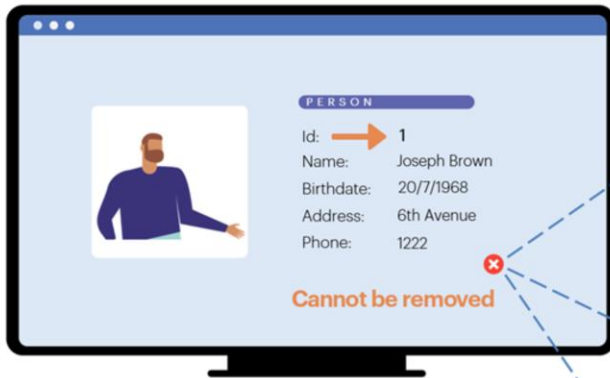 PERSON
Id: 1
Name: Joseph Brown
Birthdate: 20/7/1968
Address: 6th Avenue
Phone: 1222
Cannot be removed